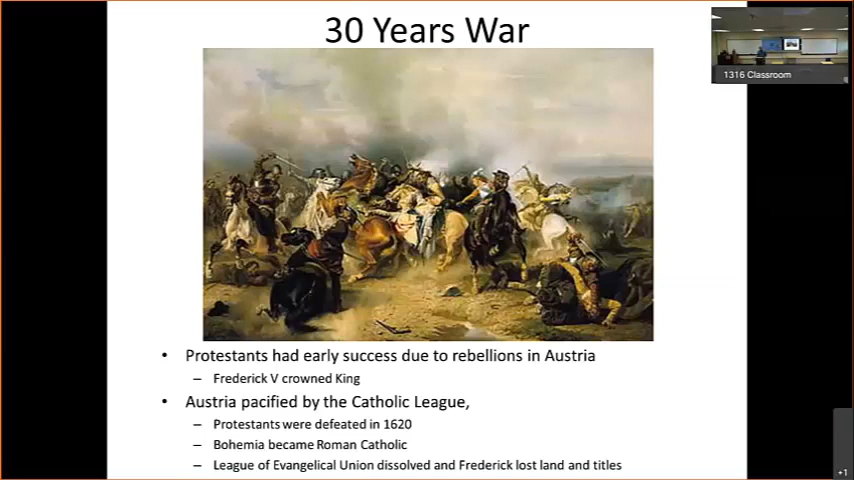 30 Years War
1316 Classroom
• Protestants had early success due to rebellions in Austria
– Frederick V crowned King
• Austria pacified by the Catholic League,
– Protestants were defeated in 1620
– Bohemia became Roman Catholic
– League of Evangelical Union dissolved and Frederick lost land and titles
+1